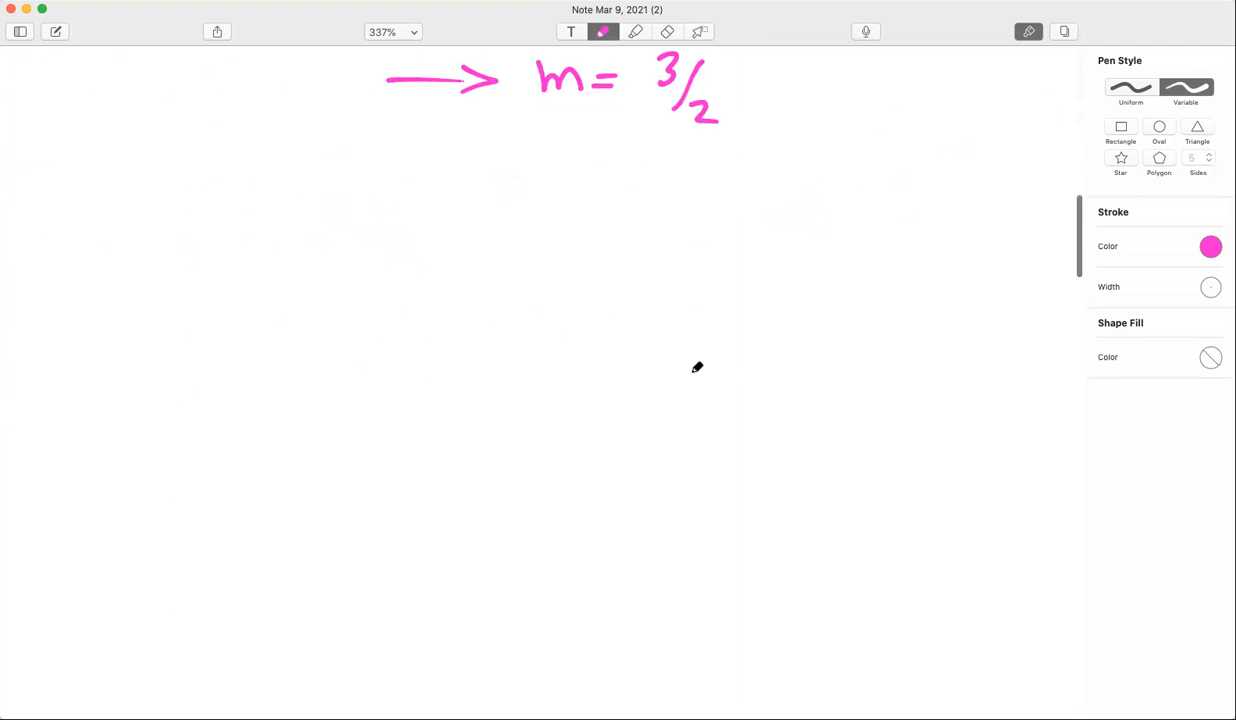 Note Mar 9, 2021 (2)
337%
T
Pen Style
Uniform
Variable
Rectangle
Oval
Triangle
5
Star
Polygon
Sides
Stroke
Color
Width
Shape Fill
Color
⟶ m = 3/2